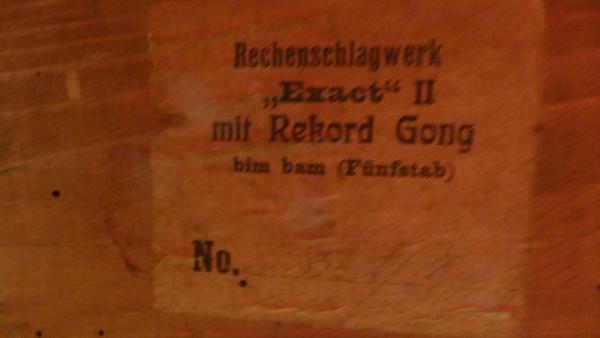 Rechenschlagwerk
„Exact“ II
mit Rekord Gong
bim bam (Fünfstab)
No.